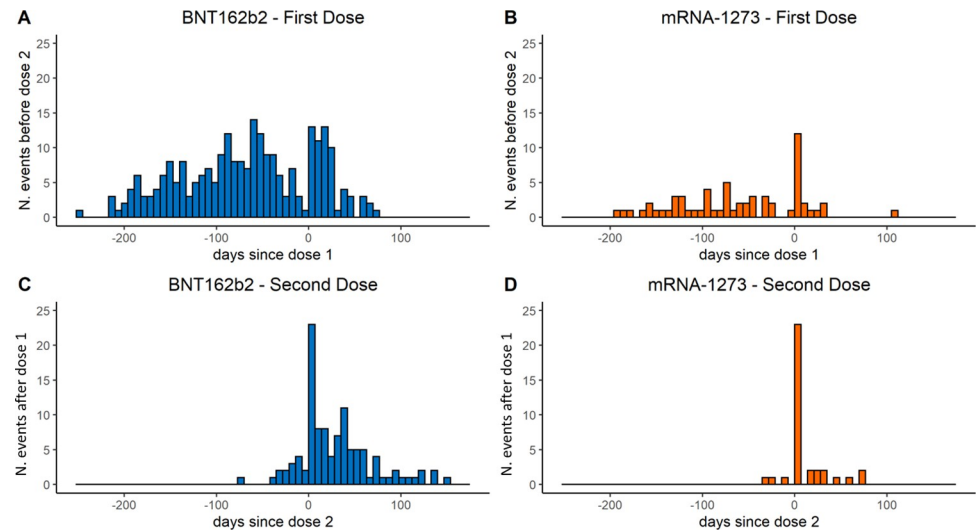 A
BNT162b2 - First Dose
N. events before dose 2
25
20
15
10
5
0
-200
-100
0
100
days since dose 1
B
mRNA-1273 - First Dose
N. events before dose 2
25
20
15
10
5
0
-200
-100
0
100
days since dose 1
C
BNT162b2 - Second Dose
N. events after dose 1
25
20
15
10
5
0
-200
-100
0
100
days since dose 2
D
mRNA-1273 - Second Dose
N. events after dose 1
25
20
15
10
5
0
-200
-100
0
100
days since dose 2